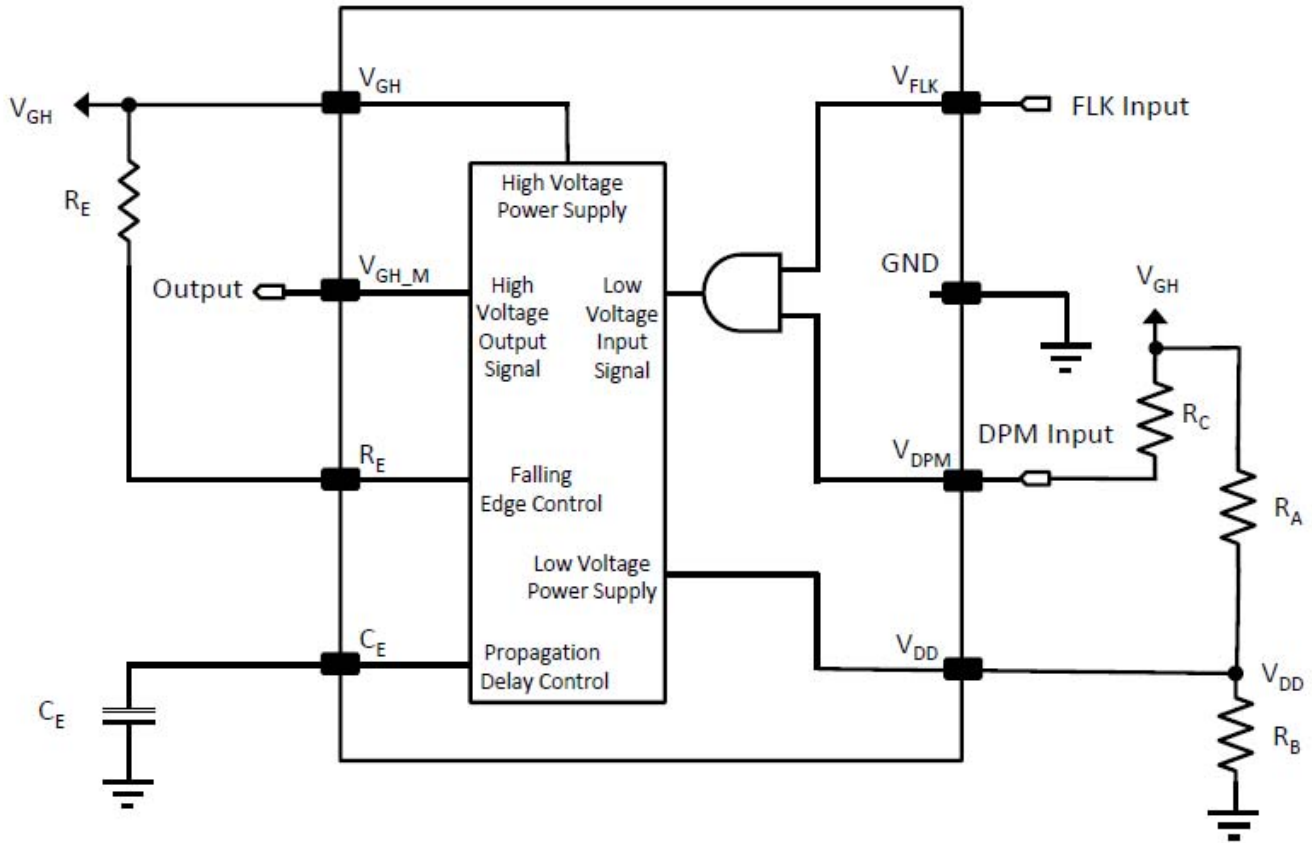 V_GH
V_FLK
V_GH
FLK Input
High Voltage
Power Supply
R_E
V_GH_M
GND
Output
High
Voltage
Output
Signal
Low
Voltage
Input
Signal
V_GH
R_C
DPM Input
R_E
V_DPM
Falling
Edge Control
R_A
Low Voltage
Power Supply
C_E
V_DD
Propagation
Delay Control
V_DD
C_E
R_B